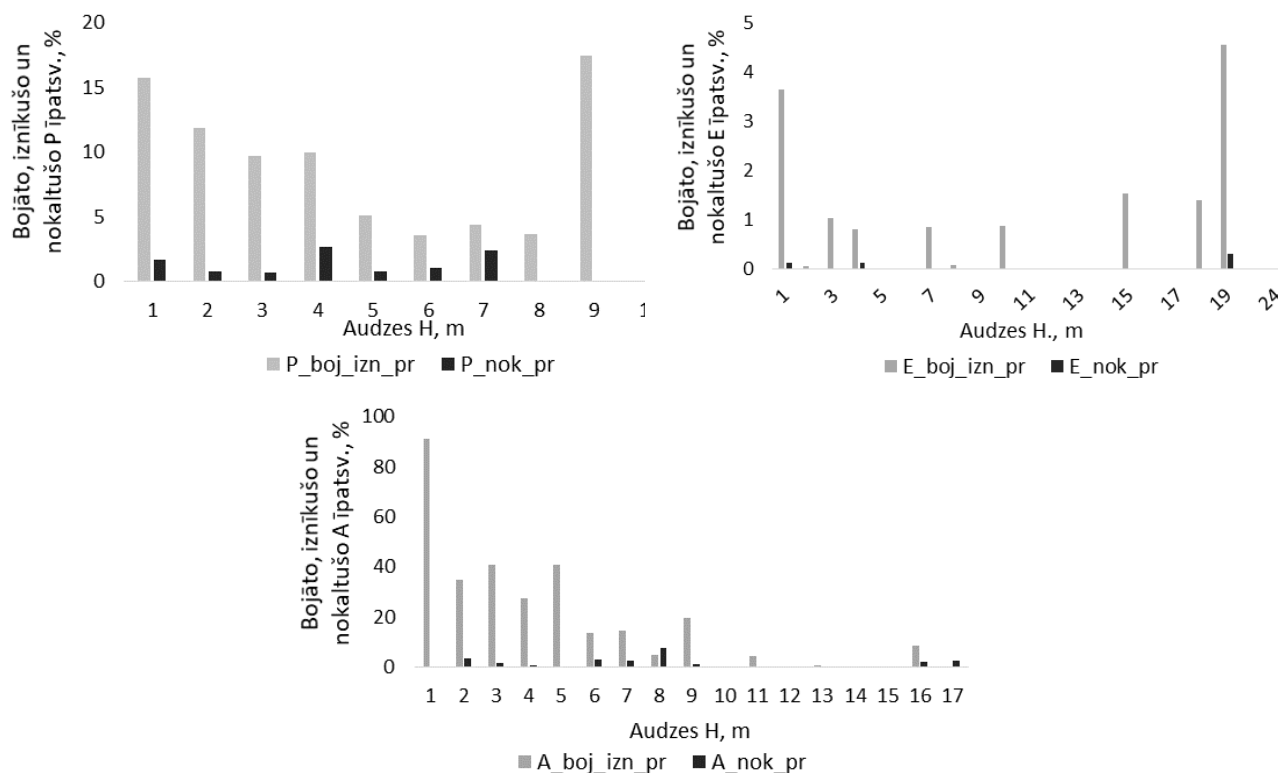 Bojāto, iznīkušo un
nokaltušo P īpatsv., %
20
15
10
5
0
1 2 3 4 5 6 7 8 9 1
Audzes H, m
P_boj_izn_pr P_nok_pr
Bojāto, iznīkušo un
nokaltušo E īpatsv., %
5
4
3
2
1
0
1 3 5 7 9 11 13 15 17 19 24
Audzes H., m
E_boj_izn_pr E_nok_pr
Bojāto, iznīkušo un
nokaltušo A īpatsv., %
100
80
60
40
20
0
1 2 3 4 5 6 7 8 9 10 11 12 13 14 15 16 17
Audzes H, m
A_boj_izn_pr A_nok_pr